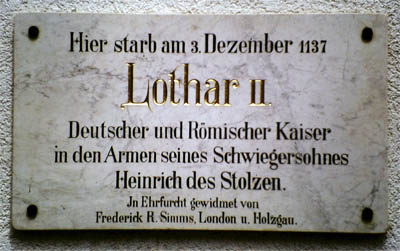 Hier starb am 3. Dezember 1137
Lothar II.
Deutscher und Römischer Kaiser
in den Armen seines Schwiegersohnes
Heinrich des Stolzen.
Jn Ehrfurcht gewidmet von
Frederick R. Simms, London u. Holzgau.